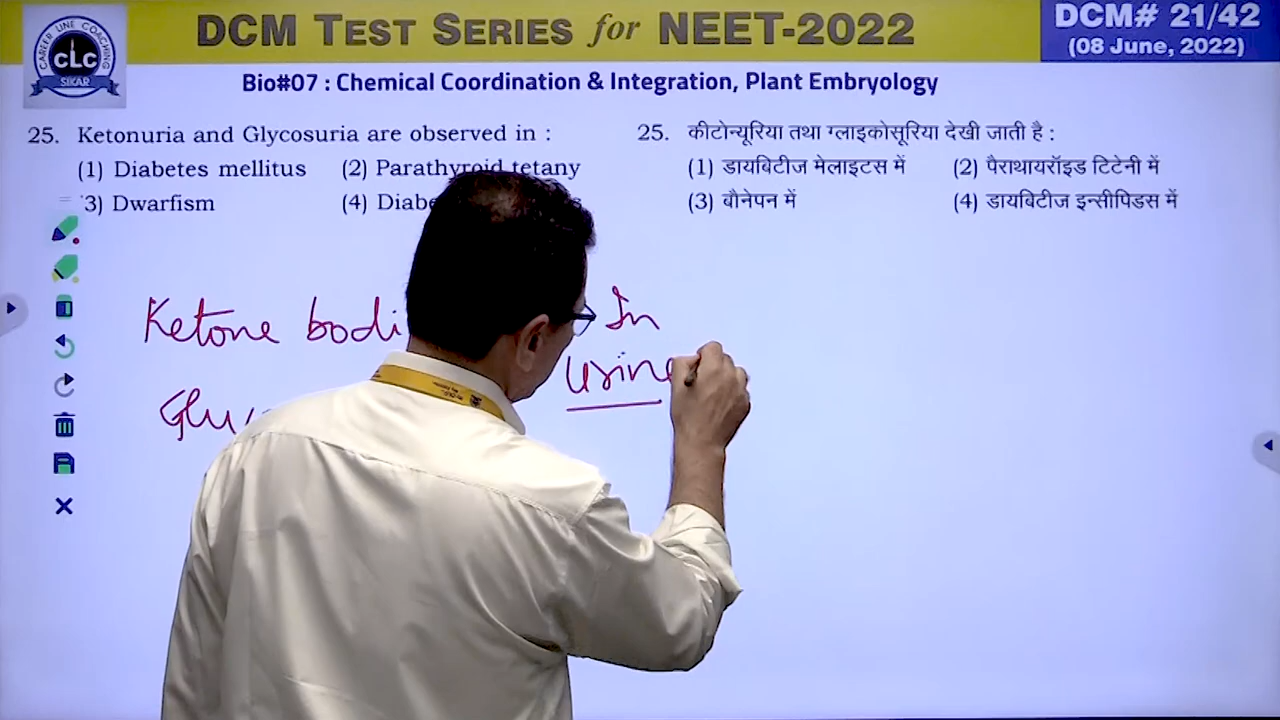 CAREER LINE COACHING
CLC
SIKAR
DCM TEST SERIES for NEET-2022
DCM# 21/42
(08 June, 2022)
Bio#07 : Chemical Coordination & Integration, Plant Embryology
25. Ketonuria and Glycosuria are observed in :
(1) Diabetes mellitus (2) Parathyroid tetany
3) Dwarfism (4) Diabe
25. कीटोन्यूरिया तथा ग्लाइकोसूरिया देखी जाती है :
(1) डायबिटीज मेलाइटस में (2) पैराथायरॉइड टिटेनी में
(3) बौनेपन में (4) डायबिटीज इन्सीपिडस में
Ketone bodi In
urine
Glu